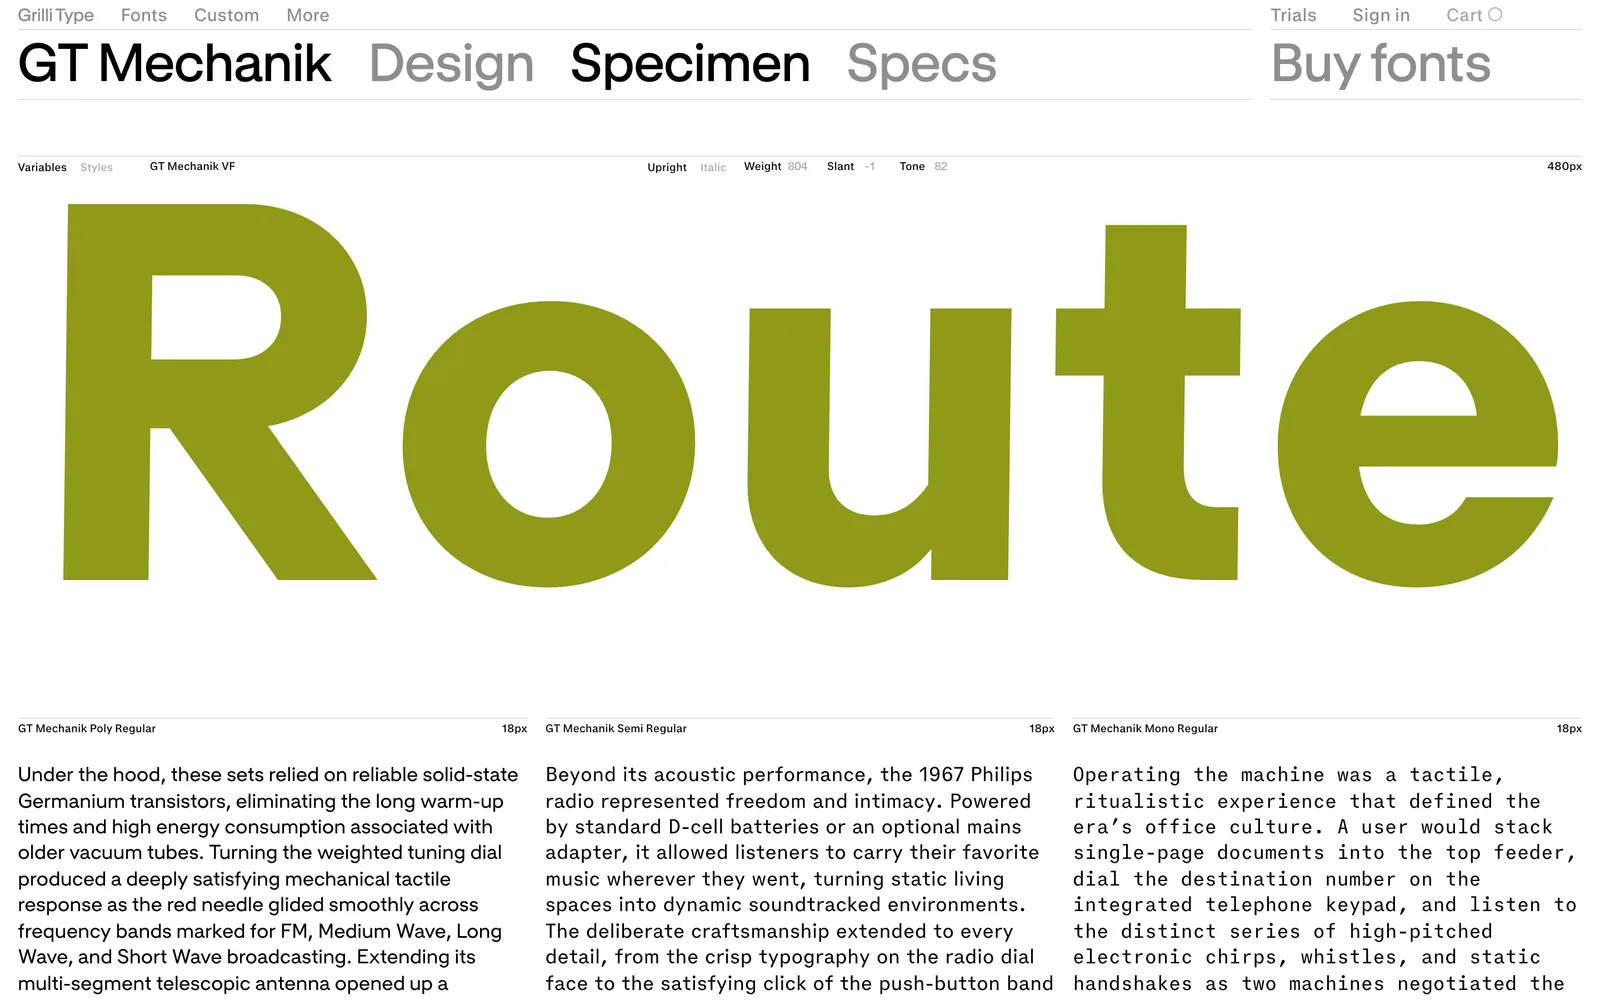 Grilli Type Fonts Custom More Trials Sign in Cart
GT Mechanik Design Specimen Specs Buy fonts
Variables Styles GT Mechanik VF Upright Italic Weight 804 Slant -1 Tone 82 480px
Route
GT Mechanik Poly Regular 18px
Under the hood, these sets relied on reliable solid-state
Germanium transistors, eliminating the long warm-up
times and high energy consumption associated with
older vacuum tubes. Turning the weighted tuning dial
produced a deeply satisfying mechanical tactile
response as the red needle glided smoothly across
frequency bands marked for FM, Medium Wave, Long
Wave, and Short Wave broadcasting. Extending its
multi-segment telescopic antenna opened up a
GT Mechanik Semi Regular 18px
Beyond its acoustic performance, the 1967 Philips
radio represented freedom and intimacy. Powered
by standard D-cell batteries or an optional mains
adapter, it allowed listeners to carry their favorite
music wherever they went, turning static living
spaces into dynamic soundtracked environments.
The deliberate craftsmanship extended to every
detail, from the crisp typography on the radio dial
face to the satisfying click of the push-button band
GT Mechanik Mono Regular 18px
Operating the machine was a tactile,
ritualistic experience that defined the
era’s office culture. A user would stack
single-page documents into the top feeder,
dial the destination number on the
integrated telephone keypad, and listen to
the distinct series of high-pitched
electronic chirps, whistles, and static
handshakes as two machines negotiated the